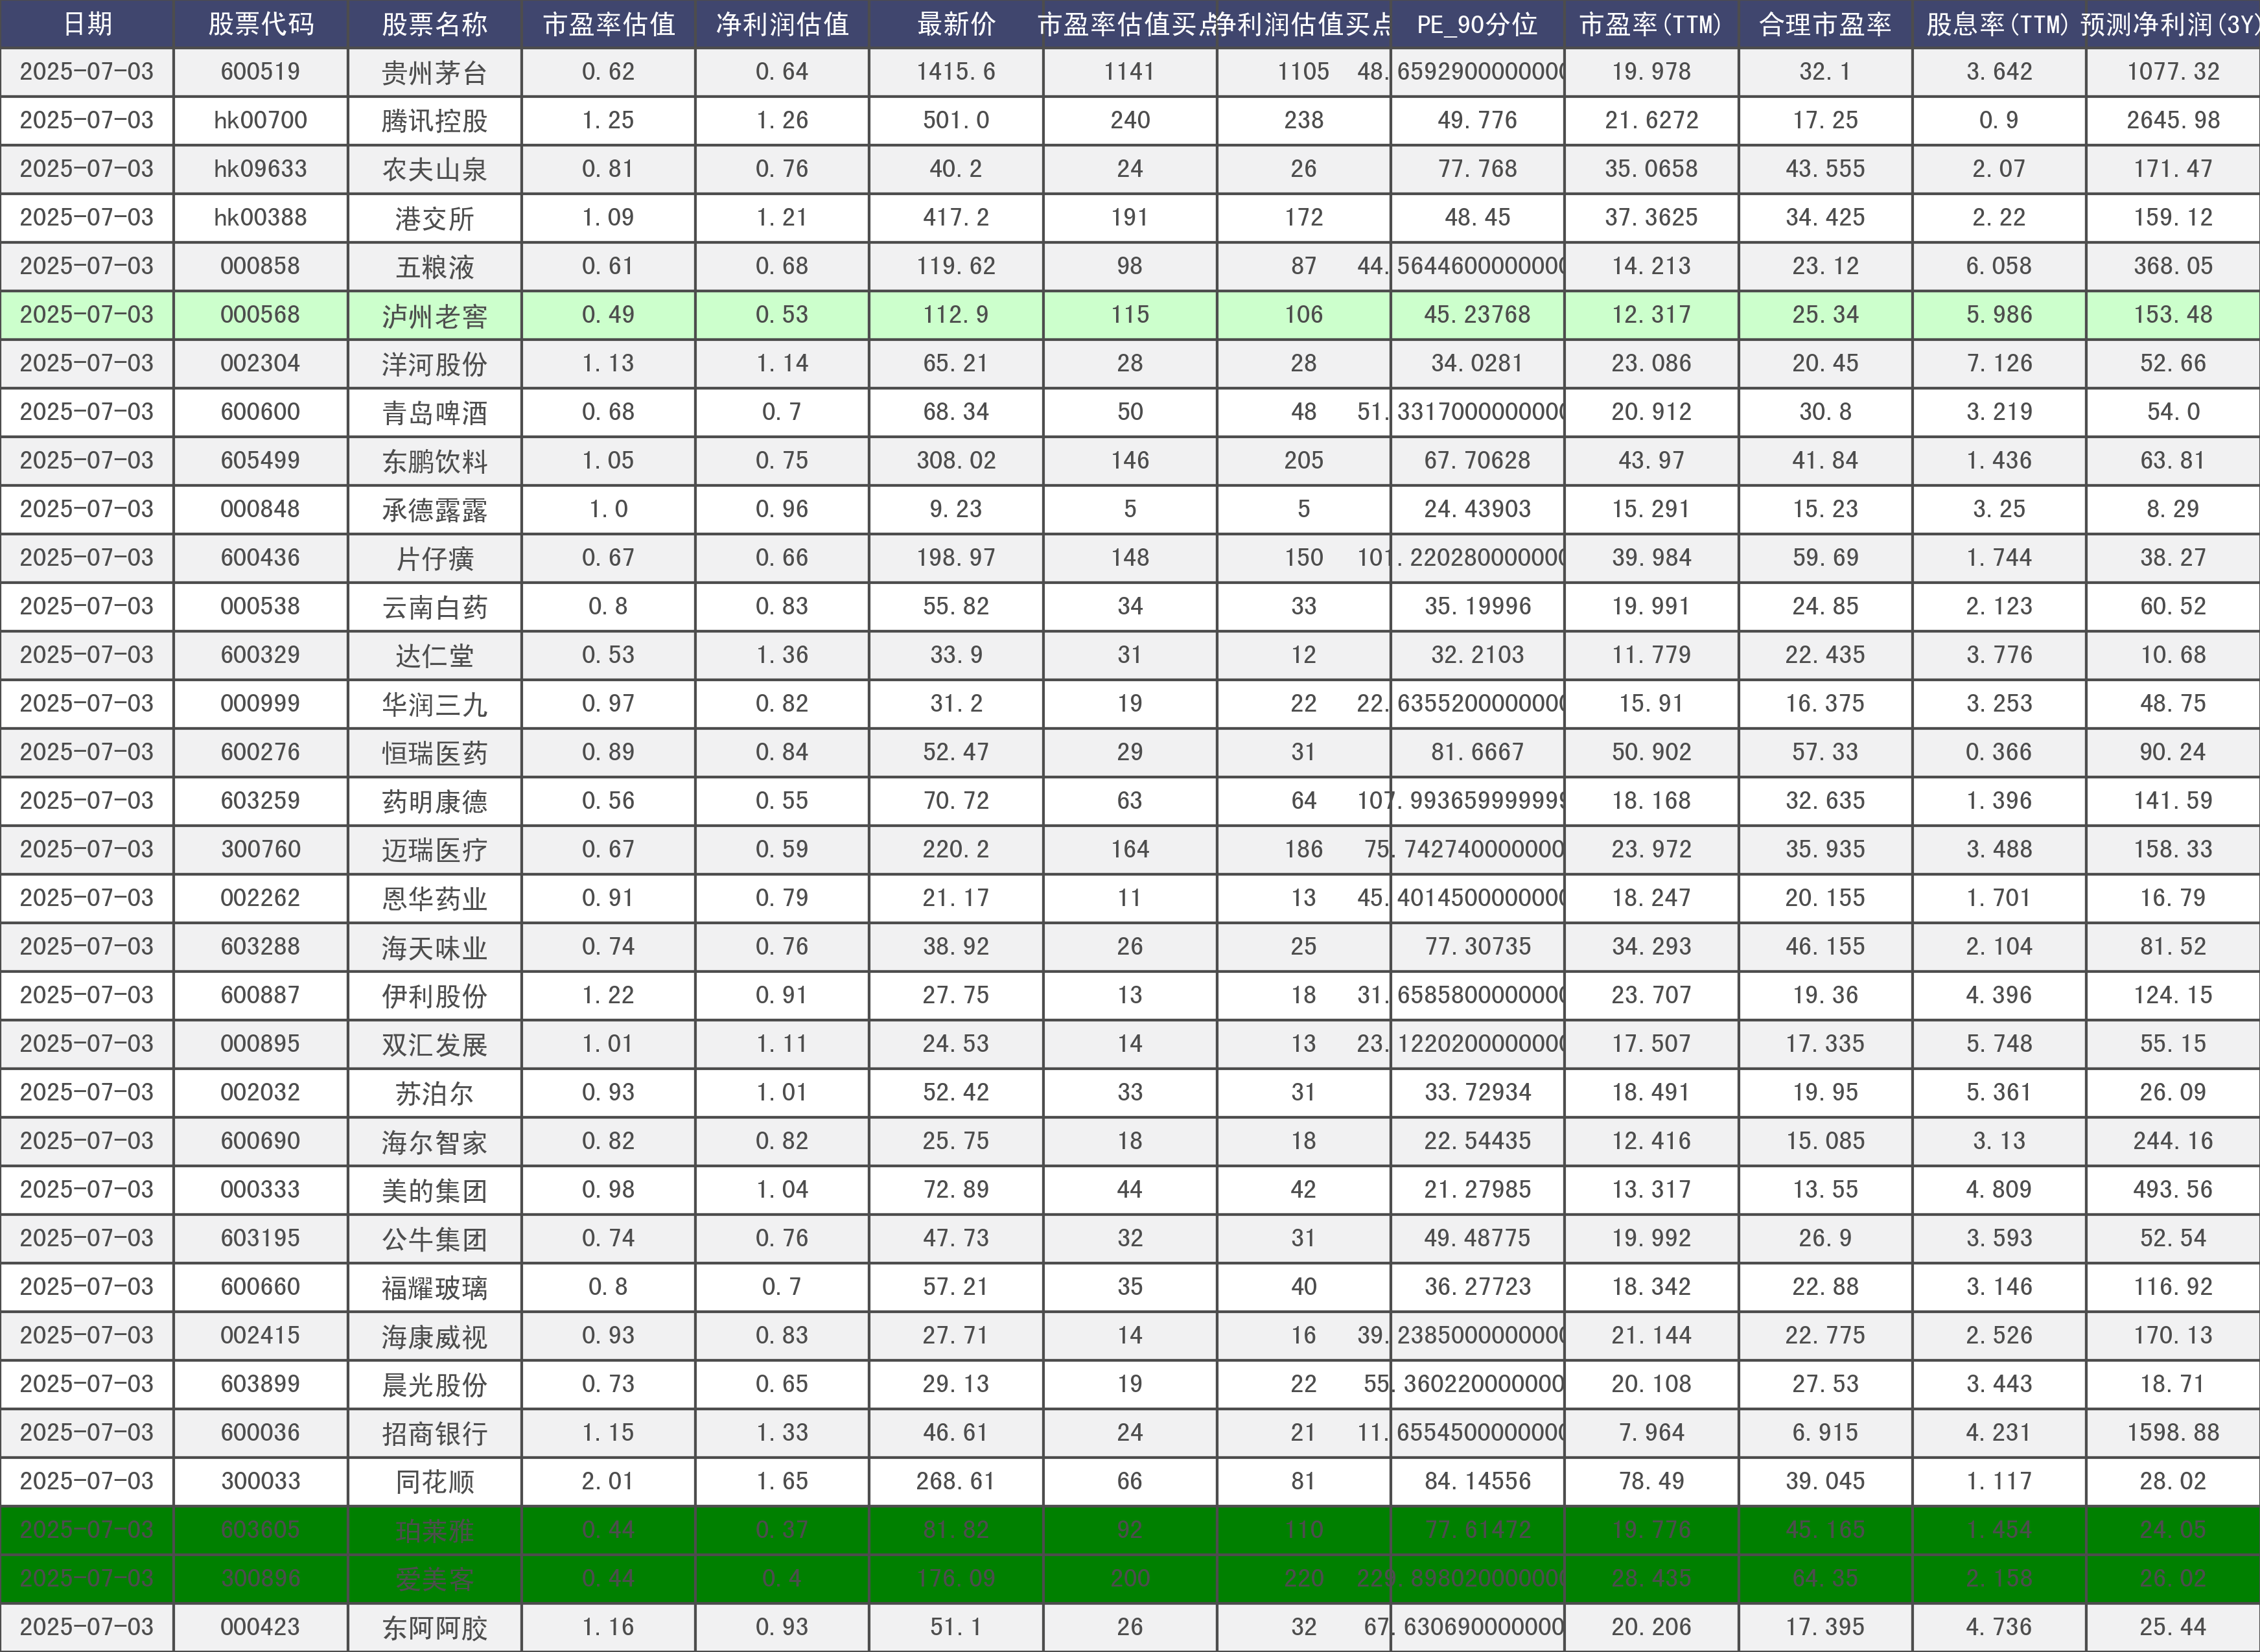 日期 股票代码 股票名称 市盈率估值 净利润估值 最新价 市盈率估值买点 净利润估值买点 PE_90分位 市盈率(TTM) 合理市盈率 股息率(TTM) 预测净利润(3Y)
2025-07-03 600519 贵州茅台 0.62 0.64 1415.6 1141 1105 48.6592900000000 19.978 32.1 3.642 1077.32
2025-07-03 hk00700 腾讯控股 1.25 1.26 501.0 240 238 49.776 21.6272 17.25 0.9 2645.98
2025-07-03 hk09633 农夫山泉 0.81 0.76 40.2 24 26 77.768 35.0658 43.555 2.07 171.47
2025-07-03 hk00388 港交所 1.09 1.21 417.2 191 172 48.45 37.3625 34.425 2.22 159.12
2025-07-03 000858 五粮液 0.61 0.68 119.62 98 87 44.5644600000000 14.213 23.12 6.058 368.05
2025-07-03 000568 泸州老窖 0.49 0.53 112.9 115 106 45.23768 12.317 25.34 5.986 153.48
2025-07-03 002304 洋河股份 1.13 1.14 65.21 28 28 34.0281 23.086 20.45 7.126 52.66
2025-07-03 600600 青岛啤酒 0.68 0.7 68.34 50 48 51.3317000000000 20.912 30.8 3.219 54.0
2025-07-03 605499 东鹏饮料 1.05 0.75 308.02 146 205 67.70628 43.97 41.84 1.436 63.81
2025-07-03 000848 承德露露 1.0 0.96 9.23 5 5 24.43903 15.291 15.23 3.25 8.29
2025-07-03 600436 片仔癀 0.67 0.66 198.97 148 150 101.220280000000 39.984 59.69 1.744 38.27
2025-07-03 000538 云南白药 0.8 0.83 55.82 34 33 35.19996 19.991 24.85 2.123 60.52
2025-07-03 600329 达仁堂 0.53 1.36 33.9 31 12 32.2103 11.779 22.435 3.776 10.68
2025-07-03 000999 华润三九 0.97 0.82 31.2 19 22 22.6355200000000 15.91 16.375 3.253 48.75
2025-07-03 600276 恒瑞医药 0.89 0.84 52.47 29 31 81.6667 50.902 57.33 0.366 90.24
2025-07-03 603259 药明康德 0.56 0.55 70.72 63 64 107.993659999999 18.168 32.635 1.396 141.59
2025-07-03 300760 迈瑞医疗 0.67 0.59 220.2 164 186 75.742740000000 23.972 35.935 3.488 158.33
2025-07-03 002262 恩华药业 0.91 0.79 21.17 11 13 45.4014500000000 18.247 20.155 1.701 16.79
2025-07-03 603288 海天味业 0.74 0.76 38.92 26 25 77.30735 34.293 46.155 2.104 81.52
2025-07-03 600887 伊利股份 1.22 0.91 27.75 13 18 31.6585800000000 23.707 19.36 4.396 124.15
2025-07-03 000895 双汇发展 1.01 1.11 24.53 14 13 23.1220200000000 17.507 17.335 5.748 55.15
2025-07-03 002032 苏泊尔 0.93 1.01 52.42 33 31 33.72934 18.491 19.95 5.361 26.09
2025-07-03 600690 海尔智家 0.82 0.82 25.75 18 18 22.54435 12.416 15.085 3.13 244.16
2025-07-03 000333 美的集团 0.98 1.04 72.89 44 42 21.27985 13.317 13.55 4.809 493.56
2025-07-03 603195 公牛集团 0.74 0.76 47.73 32 31 49.48775 19.992 26.9 3.593 52.54
2025-07-03 600660 福耀玻璃 0.8 0.7 57.21 35 40 36.27723 18.342 22.88 3.146 116.92
2025-07-03 002415 海康威视 0.93 0.83 27.71 14 16 39.2385000000000 21.144 22.775 2.526 170.13
2025-07-03 603899 晨光股份 0.73 0.65 29.13 19 22 55.360220000000 20.108 27.53 3.443 18.71
2025-07-03 600036 招商银行 1.15 1.33 46.61 24 21 11.6554500000000 7.964 6.915 4.231 1598.88
2025-07-03 300033 同花顺 2.01 1.65 268.61 66 81 84.14556 78.49 39.045 1.117 28.02
2025-07-03 603605 珀莱雅 0.44 0.37 81.82 92 110 77.81472 19.776 45.165 1.454 24.05
2025-07-03 300896 爱美客 0.44 0.4 176.09 200 220 229.898020000000 28.435 64.35 2.158 26.02
2025-07-03 000423 东阿阿胶 1.16 0.93 51.1 26 32 67.630690000000 20.206 17.395 4.736 25.44